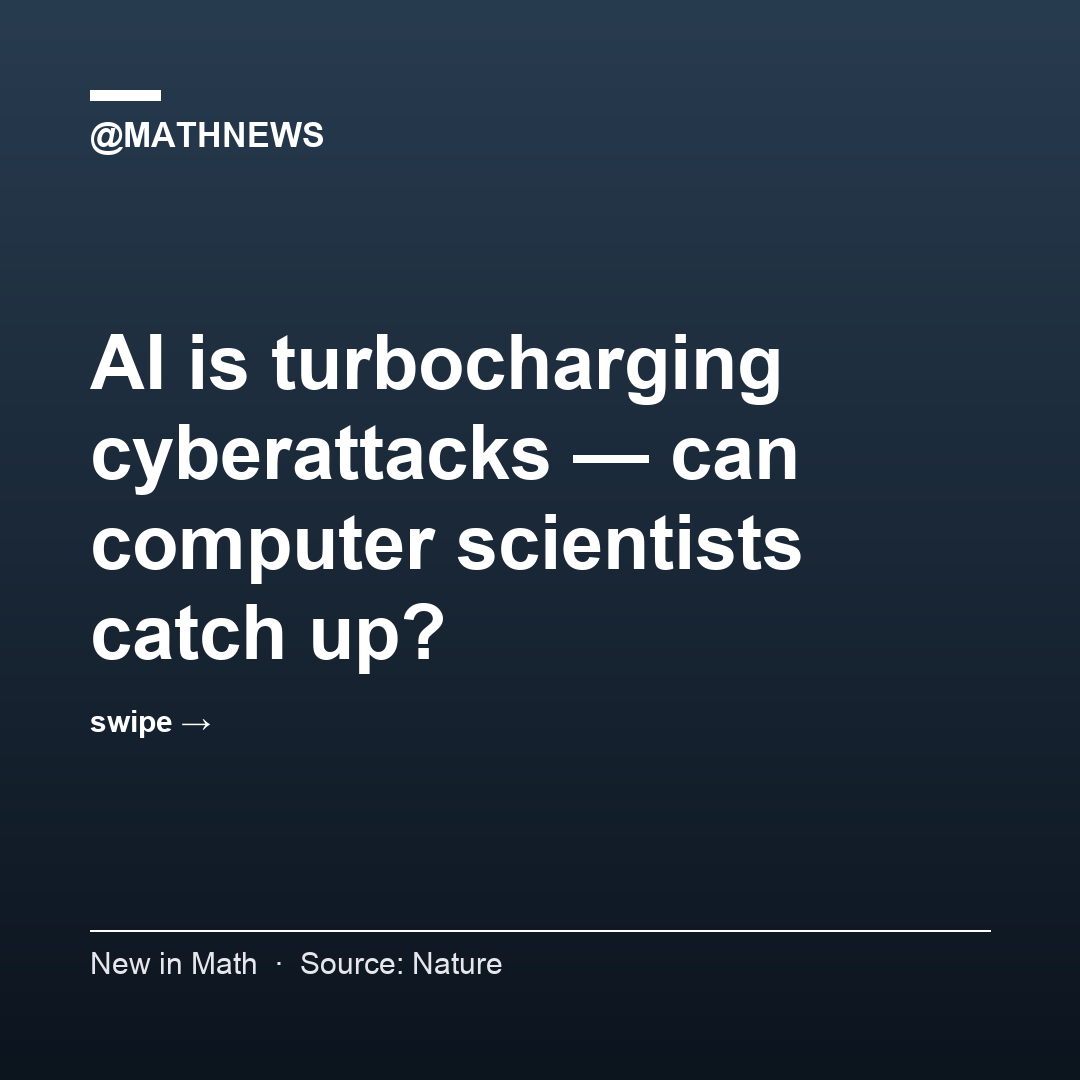 @MATHNEWS
AI is turbocharging
cyberattacks — can
computer scientists
catch up?
swipe →
New in Math · Source: Nature